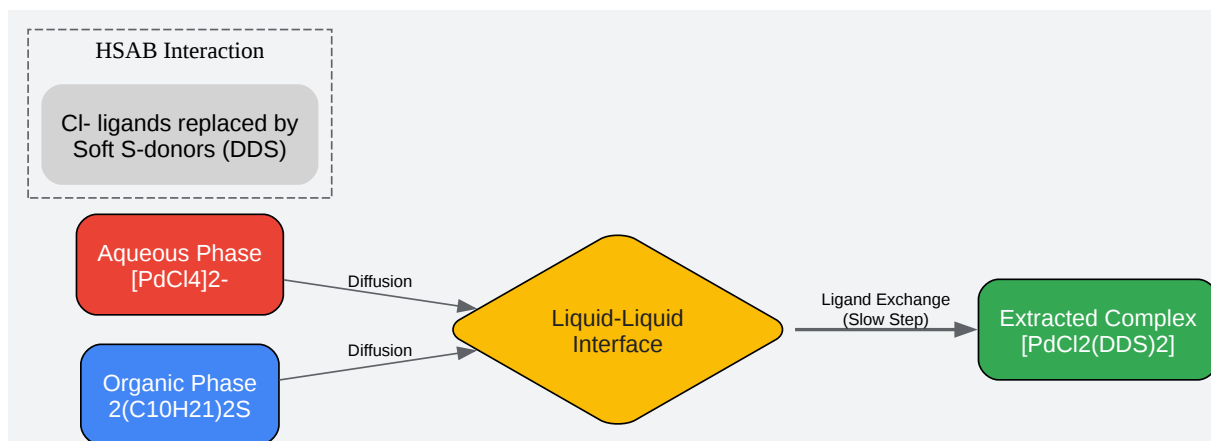 HSAB Interaction
Cl- ligands replaced by
Soft S-donors (DDS)
Aqueous Phase
[PdCl4]2-
Diffusion
Liquid-Liquid
Interface
Ligand Exchange
(Slow Step)
Extracted Complex
[PdCl2(DDS)2]
Diffusion
Organic Phase
2(C10H21)2S